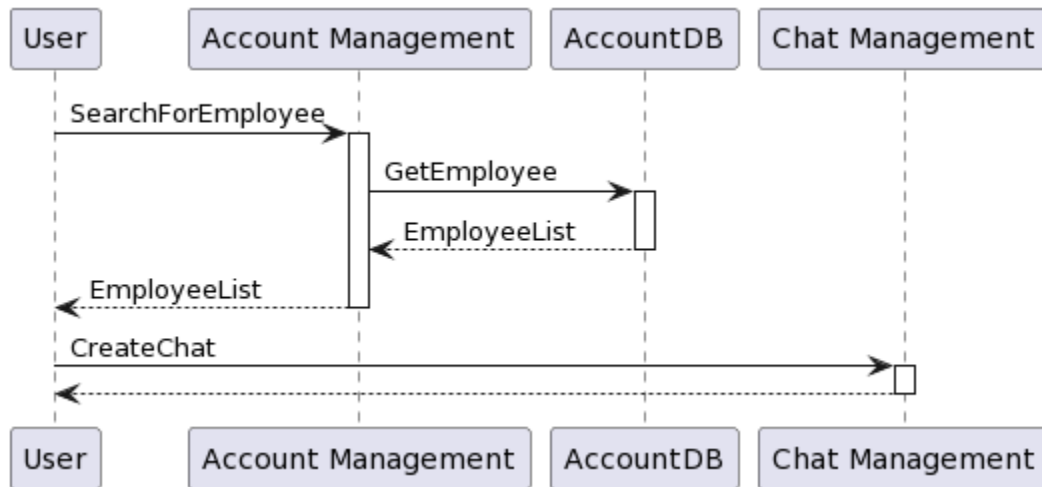 User
Account Management
AccountDB
Chat Management
SearchForEmployee
GetEmployee
EmployeeList
EmployeeList
CreateChat
User
Account Management
AccountDB
Chat Management